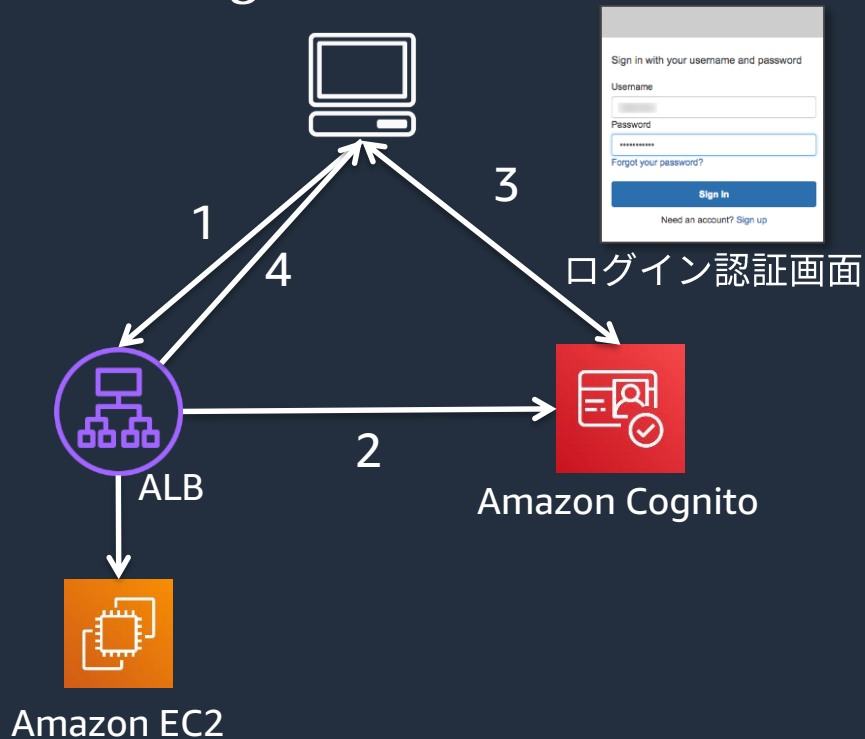 Sign in with your username and password
Username
Password
Forgot your password?
Sign in
Need an account? Sign up
ログイン認証画面
1
4
3
2
ALB
Amazon Cognito
Amazon EC2